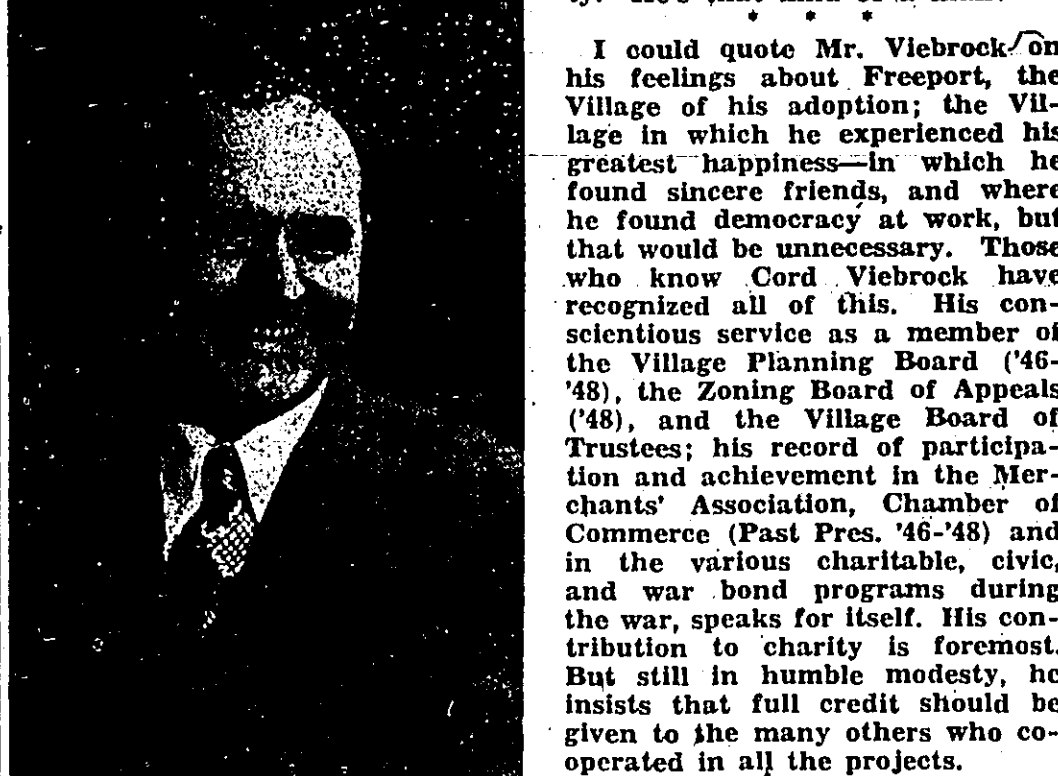 * * *
I could quote Mr. Viebrock on
his feelings about Freeport, the
Village of his adoption; the Vil-
lage in which he experienced his
greatest happiness—in which he
found sincere friends, and where
he found democracy at work, but
that would be unnecessary. Those
who know Cord Viebrock have
recognized all of this. His con-
scientious service as a member of
the Village Planning Board ('46-
'48), the Zoning Board of Appeals
('48), and the Village Board of
Trustees; his record of participa-
tion and achievement in the Mer-
chants' Association, Chamber of
Commerce (Past Pres. '46-'48) and
in the various charitable, civic,
and war bond programs during
the war, speaks for itself. His con-
tribution to charity is foremost.
But still in humble modesty, he
insists that full credit should be
given to the many others who co-
operated in all the projects.